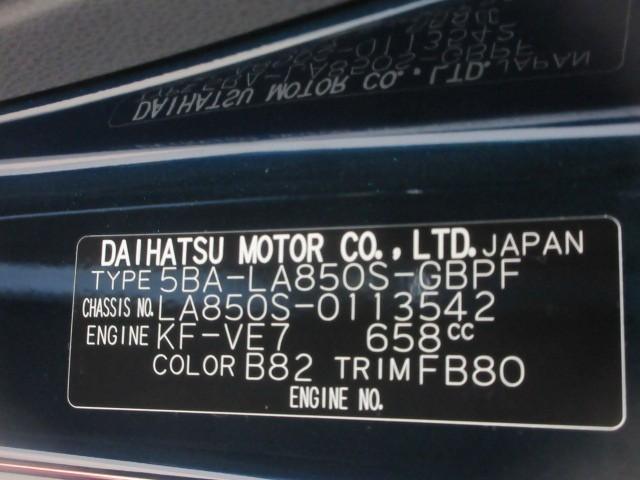 DAIHATSU MOTOR CO., LTD. JAPAN
TYPE 5BA-LA850S-GBPF
CHASSIS NO. LA850S-0113542
ENGINE KF-VE7 658cc
COLOR B82 TRIM FB80
ENGINE NO.